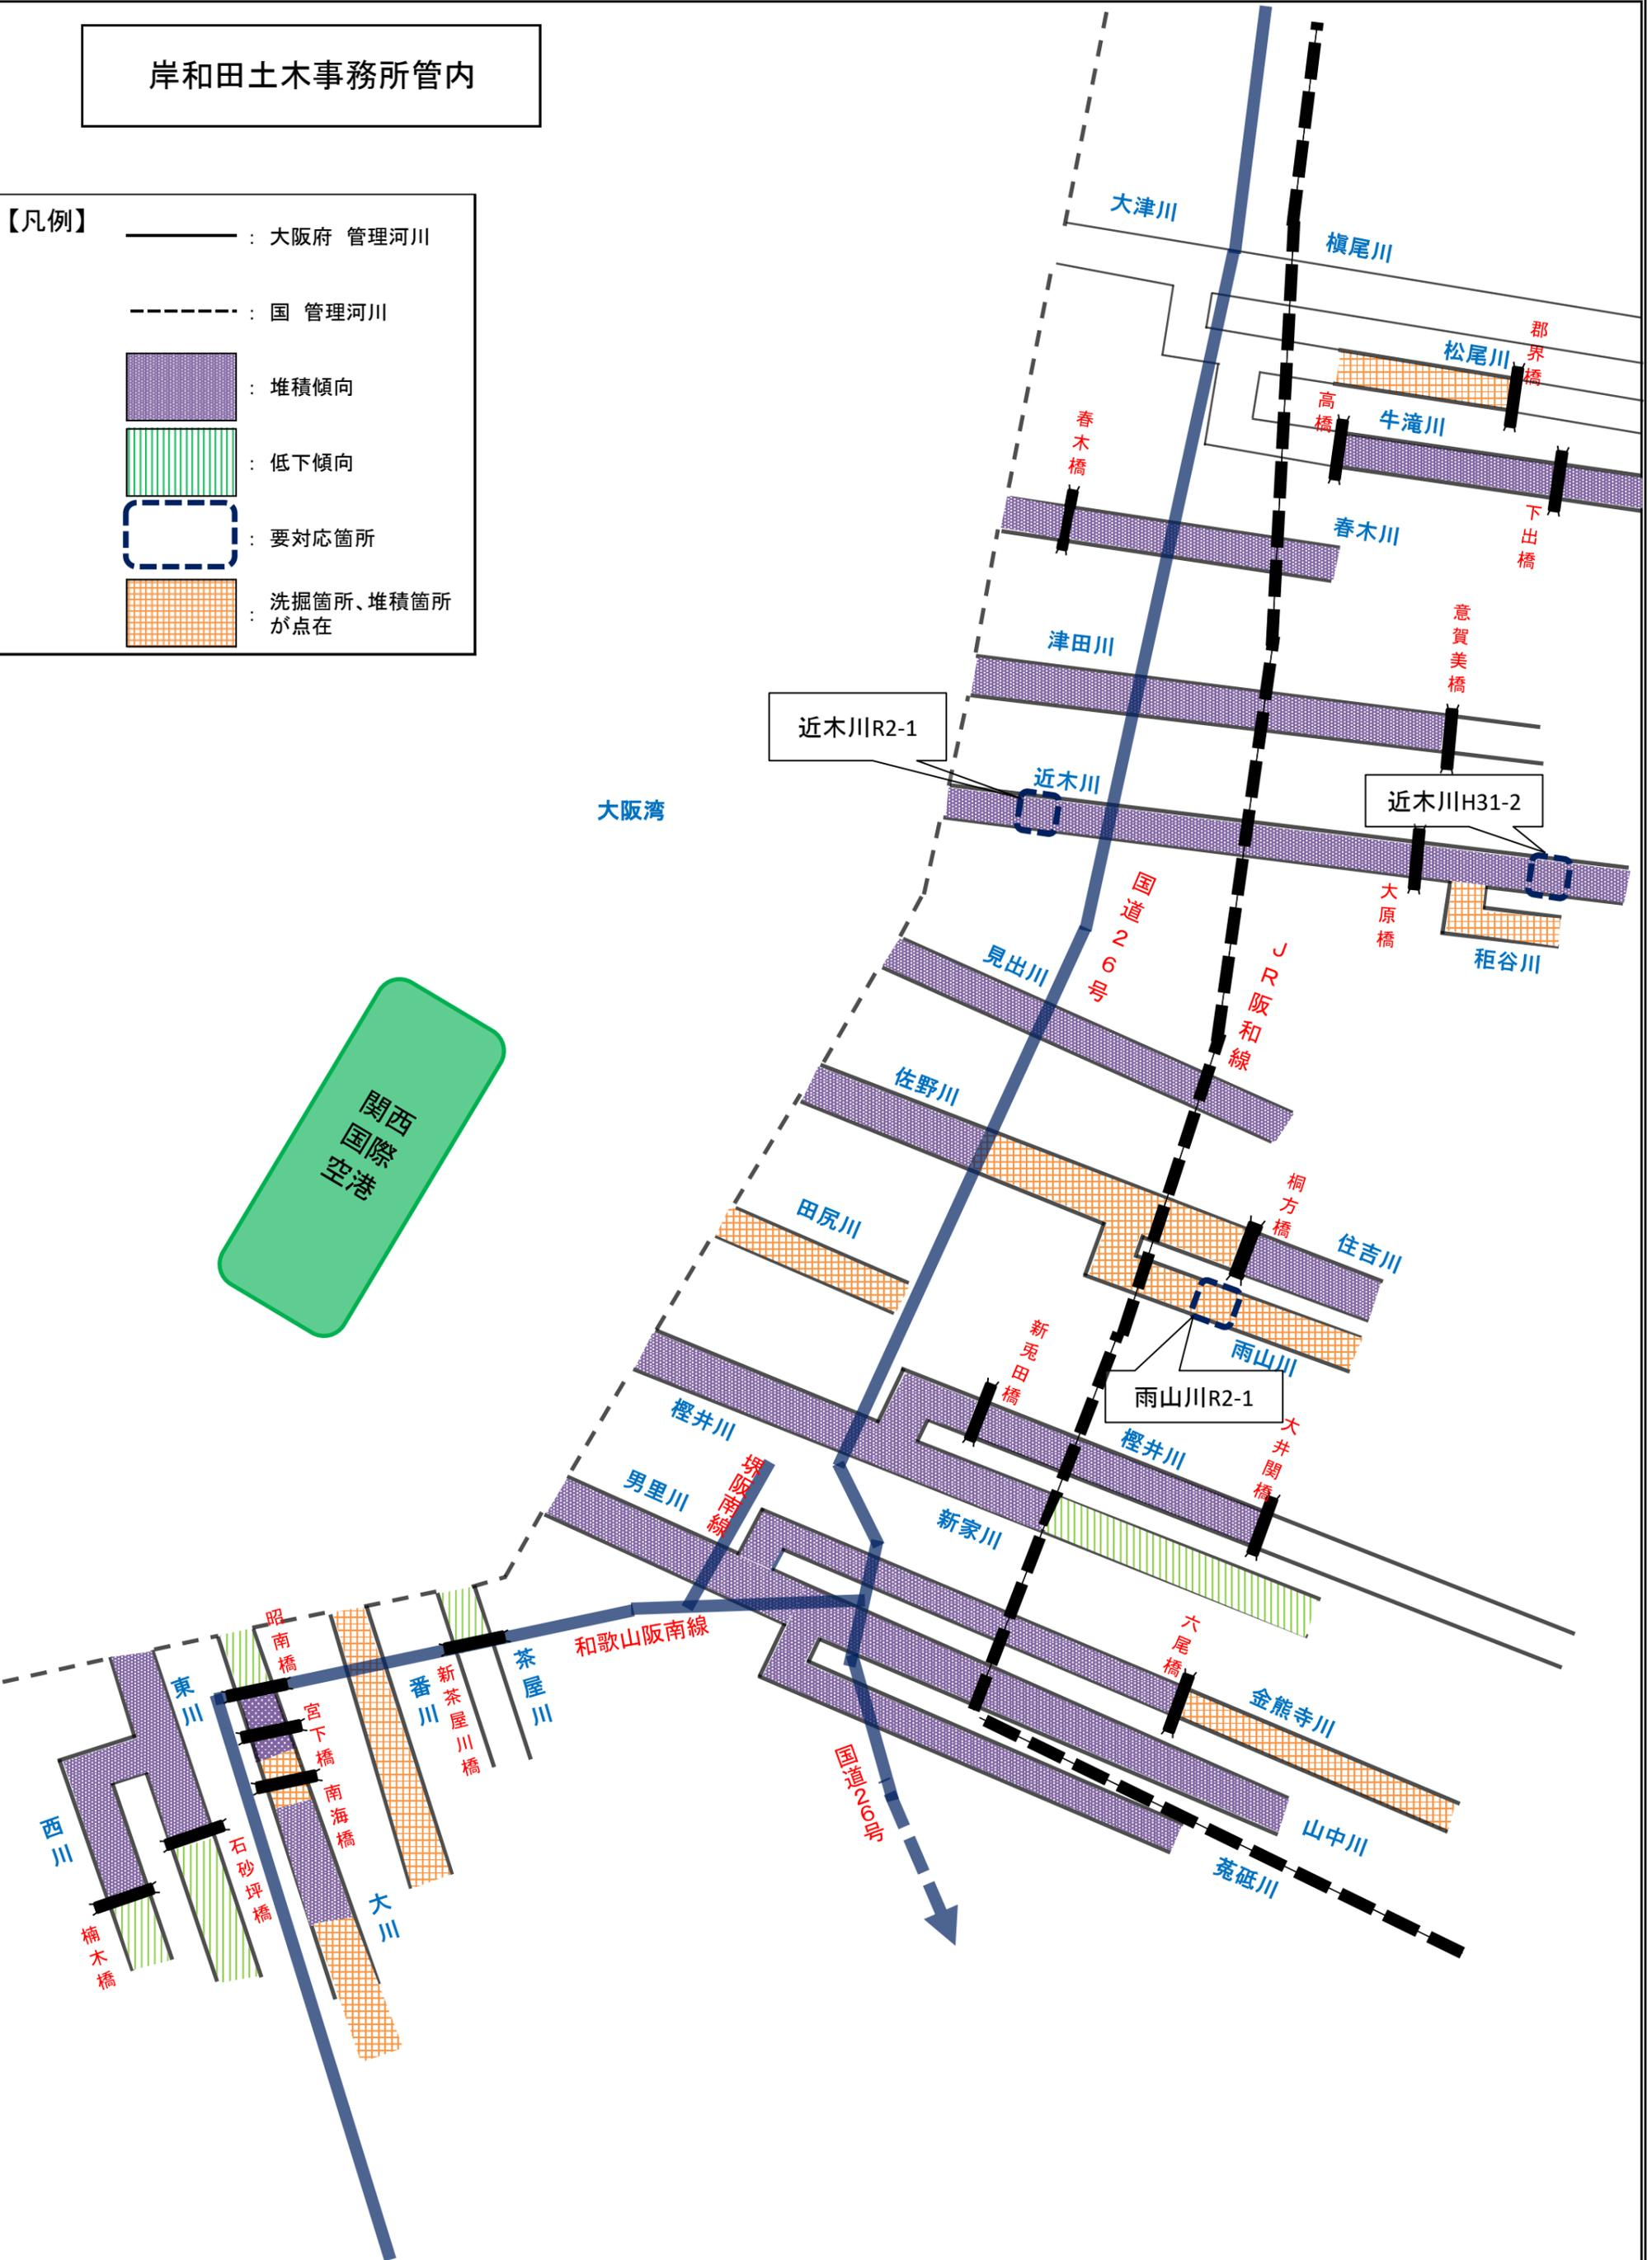 岸和田土木事務所管内
【凡例】
： 大阪府 管理河川
： 国 管理河川
： 堆積傾向
： 低下傾向
： 要対応箇所
： 洗掘箇所、堆積箇所
が点在
大津川
槇尾川
郡界橋
松尾川
高橋
牛滝川
春木橋
下出橋
春木川
意賀美橋
津田川
近木川R2-1
近木川
近木川H31-2
大阪湾
国道26号
大原橋
秬谷川
見出川
JR阪和線
関西
国際
空港
佐野川
桐方橋
田尻川
住吉川
新兎田橋
雨山川
雨山川R2-1
樫井川
樫井川
大井関橋
男里川
堺阪南線
新家川
昭南橋
和歌山阪南線
六尾橋
東川
番川
新茶屋川橋
茶屋川
宮下橋
金熊寺川
国道26号
南海橋
西川
石砂坪橋
山中川
菟砥川
大川
楠木橋